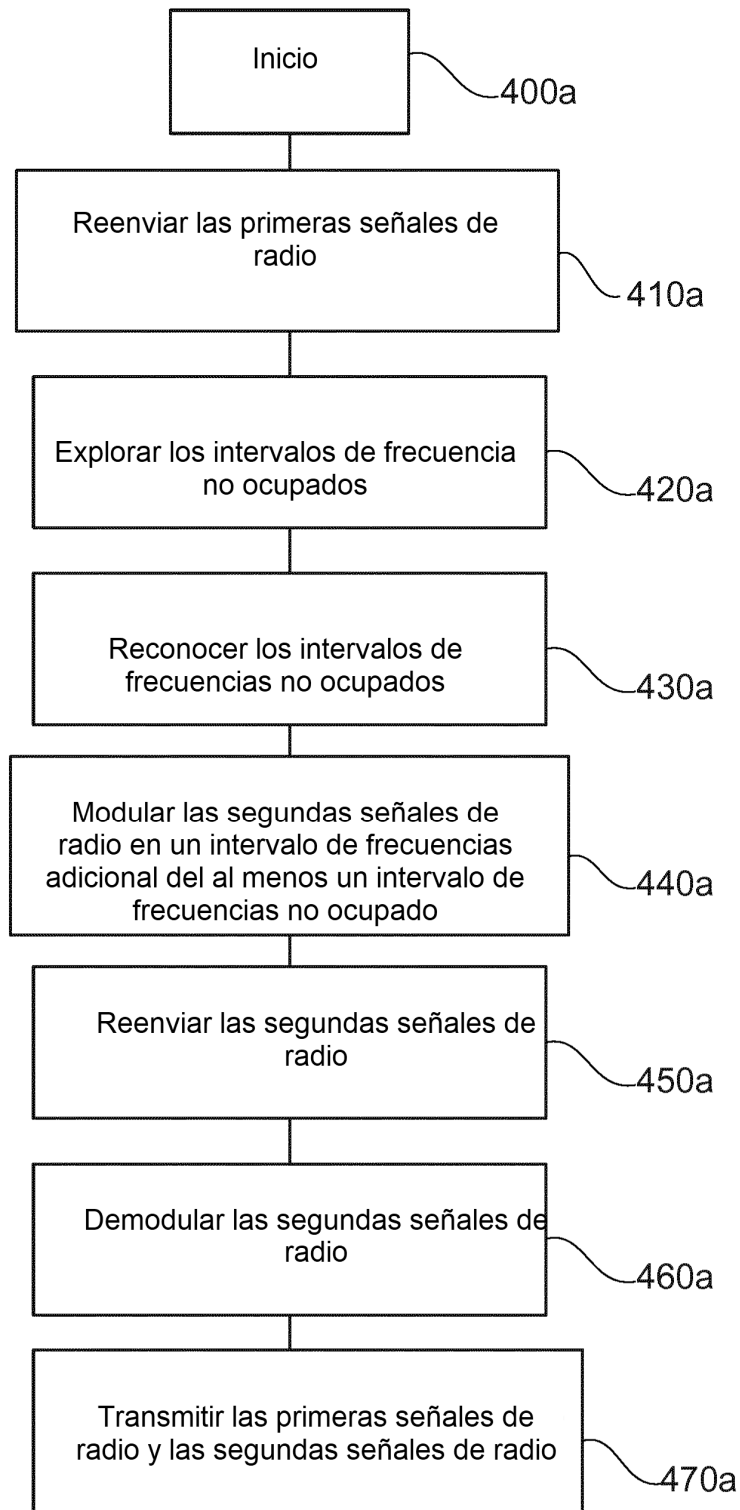 Inicio
400a
Reenviar las primeras señales de
radio
410a
Explorar los intervalos de frecuencia
no ocupados
420a
Reconocer los intervalos de
frecuencias no ocupados
430a
Modular las segundas señales de
radio en un intervalo de frecuencias
adicional del al menos un intervalo de
frecuencias no ocupado
440a
Reenviar las segundas señales de
radio
450a
Demodular las segundas señales de
radio
460a
Transmitir las primeras señales de
radio y las segundas señales de radio
470a